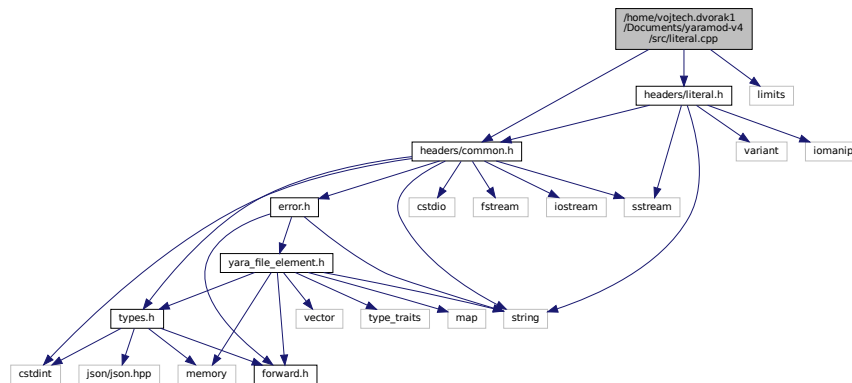 /home/vojtech.dvorak1
/Documents/yaramod-v4
/src/literal.cpp
headers/literal.h
limits
headers/common.h
variant
iomanip
error.h
cstdio
fstream
iostream
sstream
yara_file_element.h
types.h
vector
type_traits
map
string
cstdint
json/json.hpp
memory
forward.h